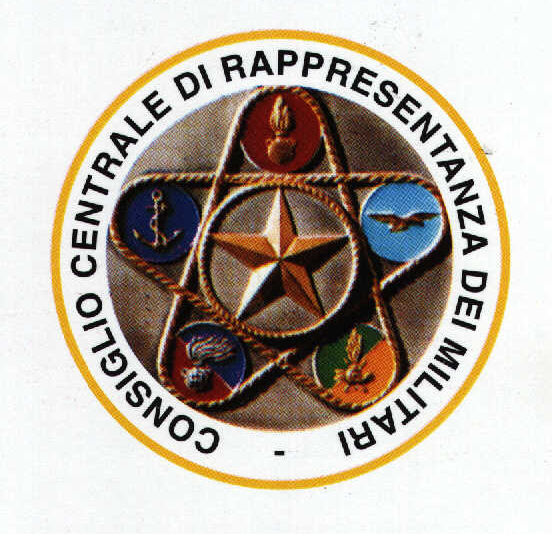 CONSIGLIO CENTRALE DI RAPPRESENTANZA DEI MILITARI -